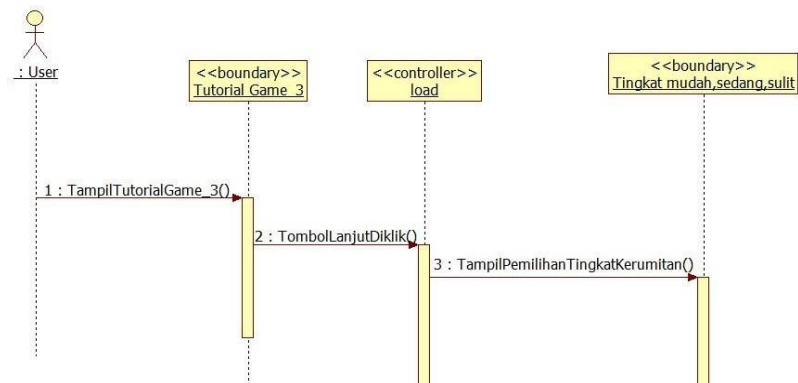 : User
<<boundary>>
Tutorial Game_3
<<controller>>
load
<<boundary>>
Tingkat mudah,sedang,sulit
1 : TampilTutorialGame_3()
2 : TombolLanjutDiklik()
3 : TampilPemilihanTingkatKerumitan()